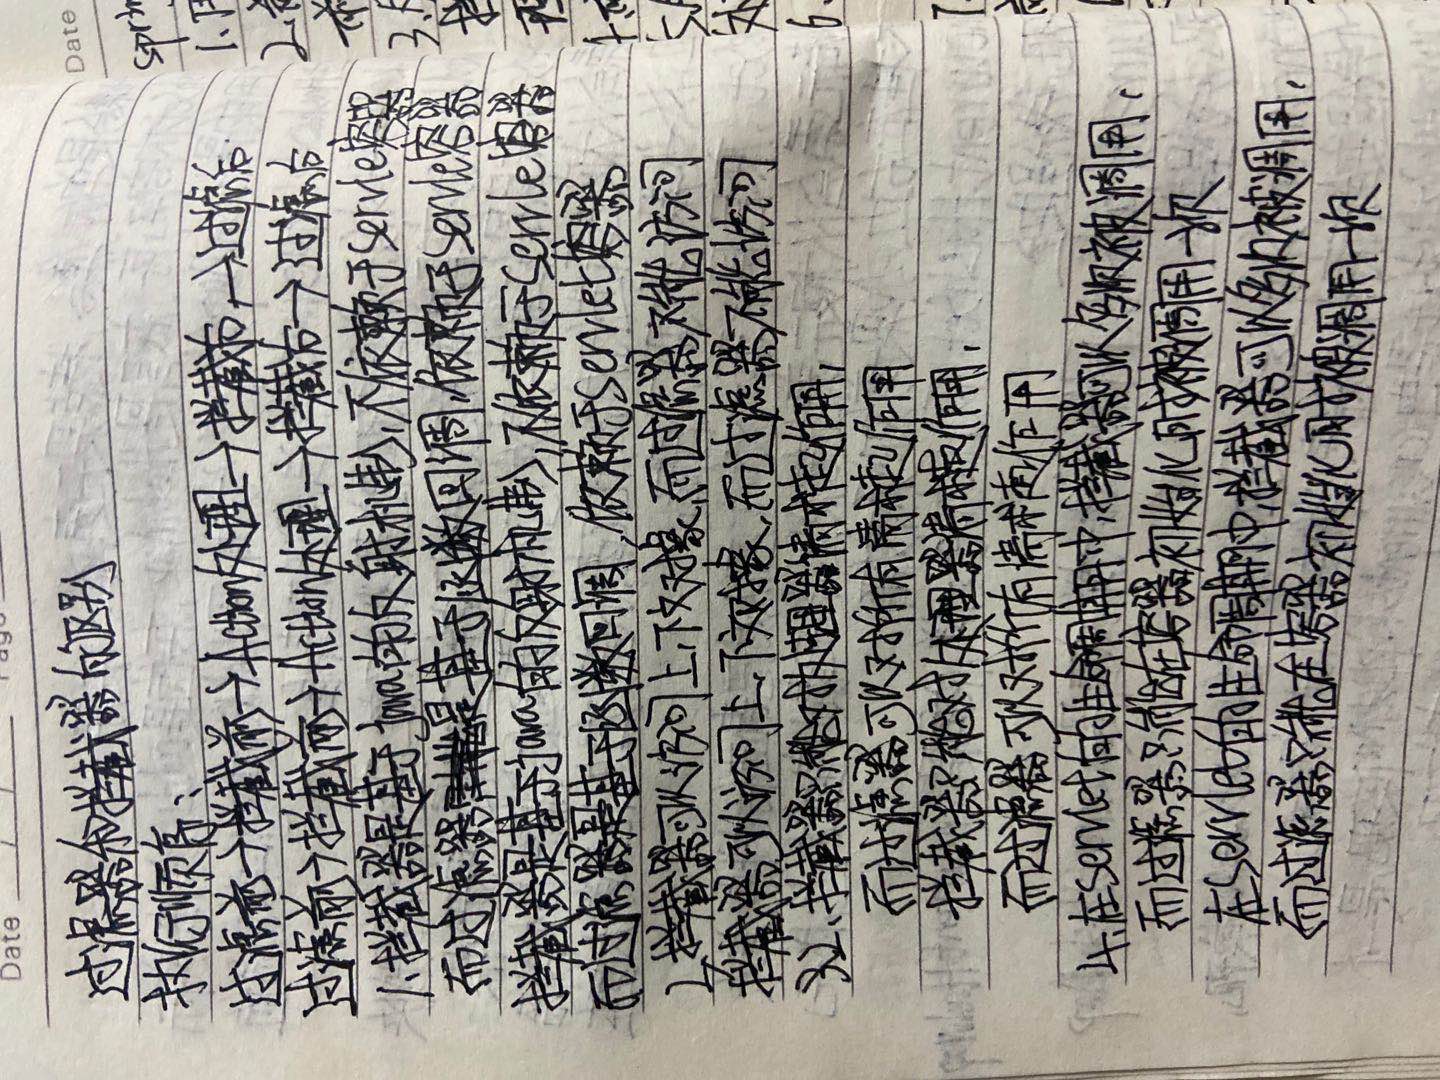 Date / /
Page
过滤器和拦截器的区别
执行顺序：
过滤前→拦截前→Action处理→拦截后→过滤后
过滤前→拦截前→Action处理→拦截后→过滤后
1、拦截器是基于java的反射机制，不依赖于servle容器
而过滤器是基于函数回调，依赖于servle容器
拦截器是基于java的反射机制，不依赖于servle容器
而过滤器是基于函数回调，依赖于servlet容器
2、拦截器可以访问上下文对象，而过滤器不能访问
拦截器可以访问上下文对象，而过滤器不能访问
32、拦截器只能对处理器请求起作用，
而过滤器可以对所有请求起作用
拦截器只能对处理器请求起作用，
而过滤器可以对所有请求起作用
4、在servlet的生命周期中，拦截器可以多次被调用，
而过滤器只能在容器初始化时被调用一次
在servlet的生命周期中，拦截器可以多次被调用，
而过滤器只能在容器初始化时被调用一次
Date
1、
2、
3、
6、